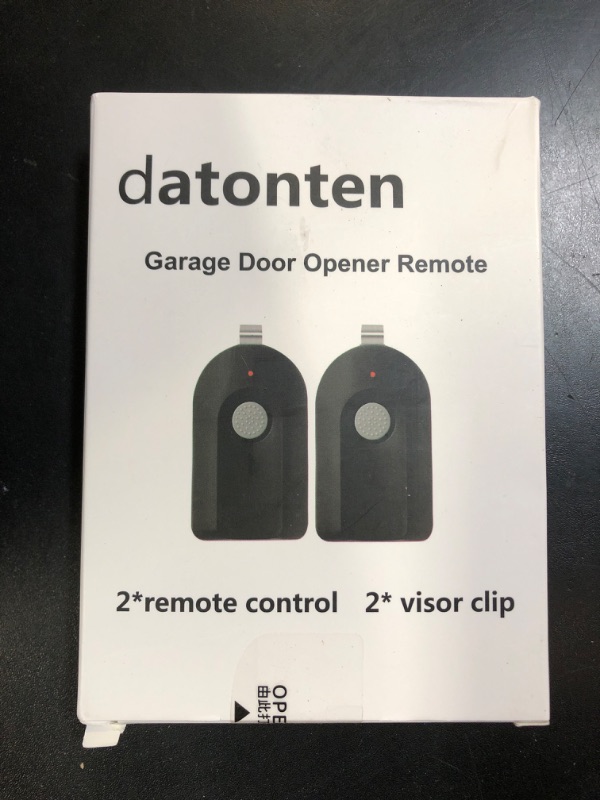 datonten
Garage Door Opener Remote
2*remote control 2* visor clip
OPE
由此打